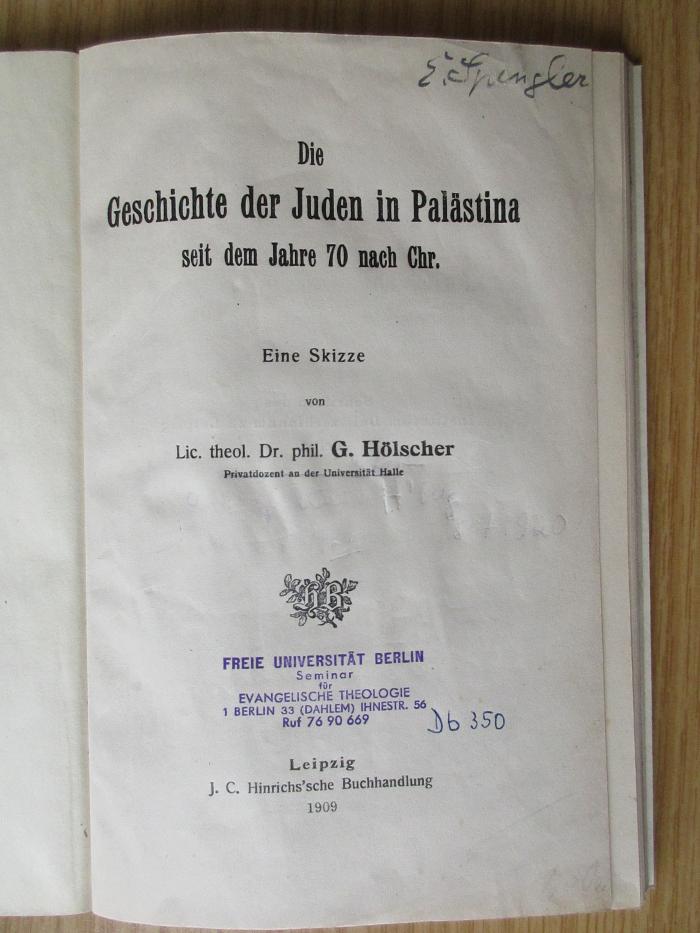 E. Spengler
Die
Geschichte der Juden in Palästina
seit dem Jahre 70 nach Chr.
Eine Skizze
von
Lic. theol. Dr. phil. G. Hölscher
Privatdozent an der Universität Halle
HB
FREIE UNIVERSITÄT BERLIN
Seminar
für
EVANGELISCHE THEOLOGIE
1 BERLIN 33 (DAHLEM) IHNESTR. 56
Ruf 76 90 669
Db 350
Leipzig
J. C. Hinrichs'sche Buchhandlung
1909